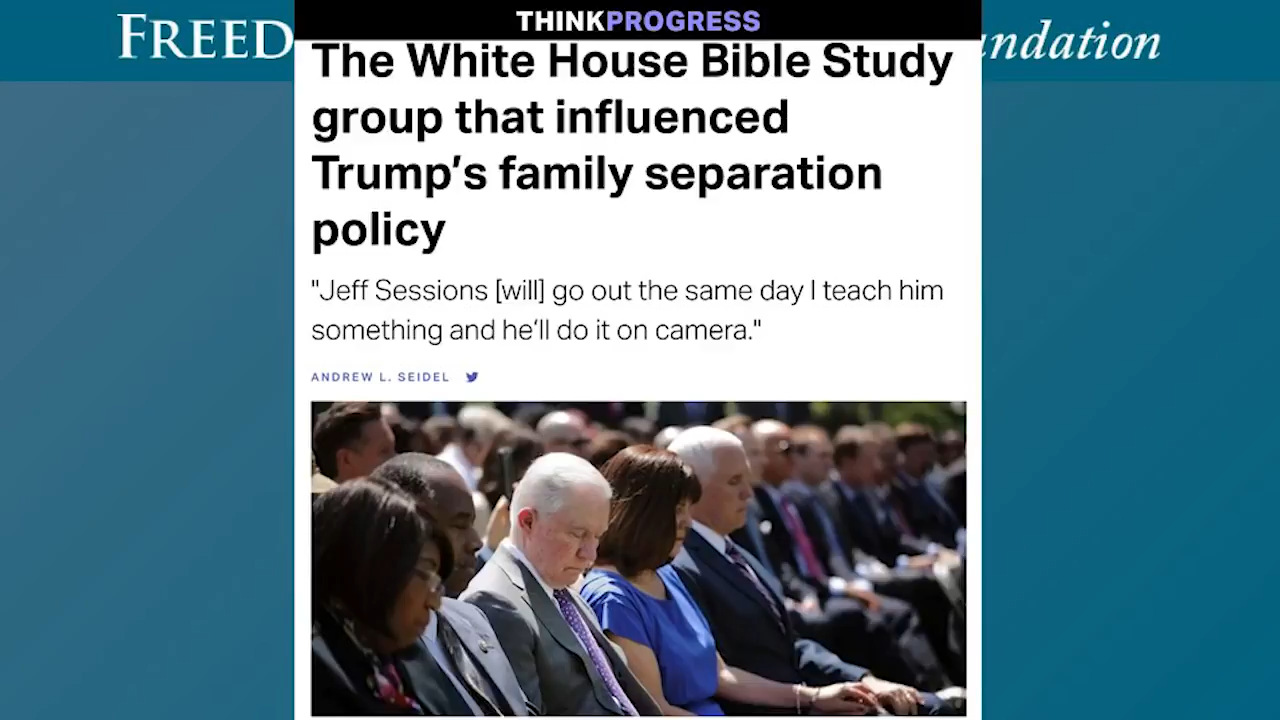 THINKPROGRESS
FREED
ndation
The White House Bible Study
group that influenced
Trump's family separation
policy
"Jeff Sessions [will] go out the same day I teach him
something and he'll do it on camera."
ANDREW L. SEIDEL